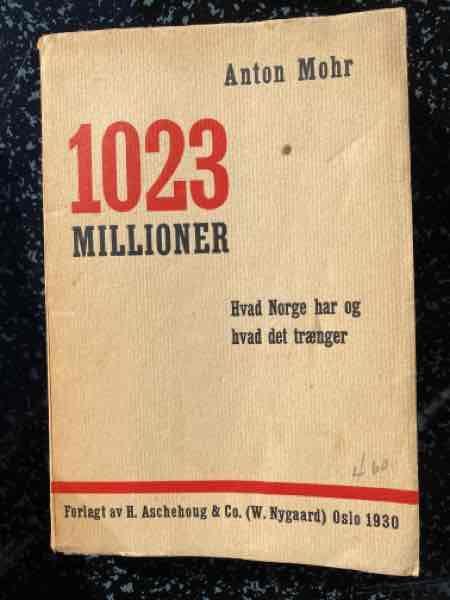 Anton Mohr
1023
MILLIONER
Hvad Norge har og
hvad det trænger
Forlagt av H. Aschehoug & Co. (W. Nygaard) Oslo 1930